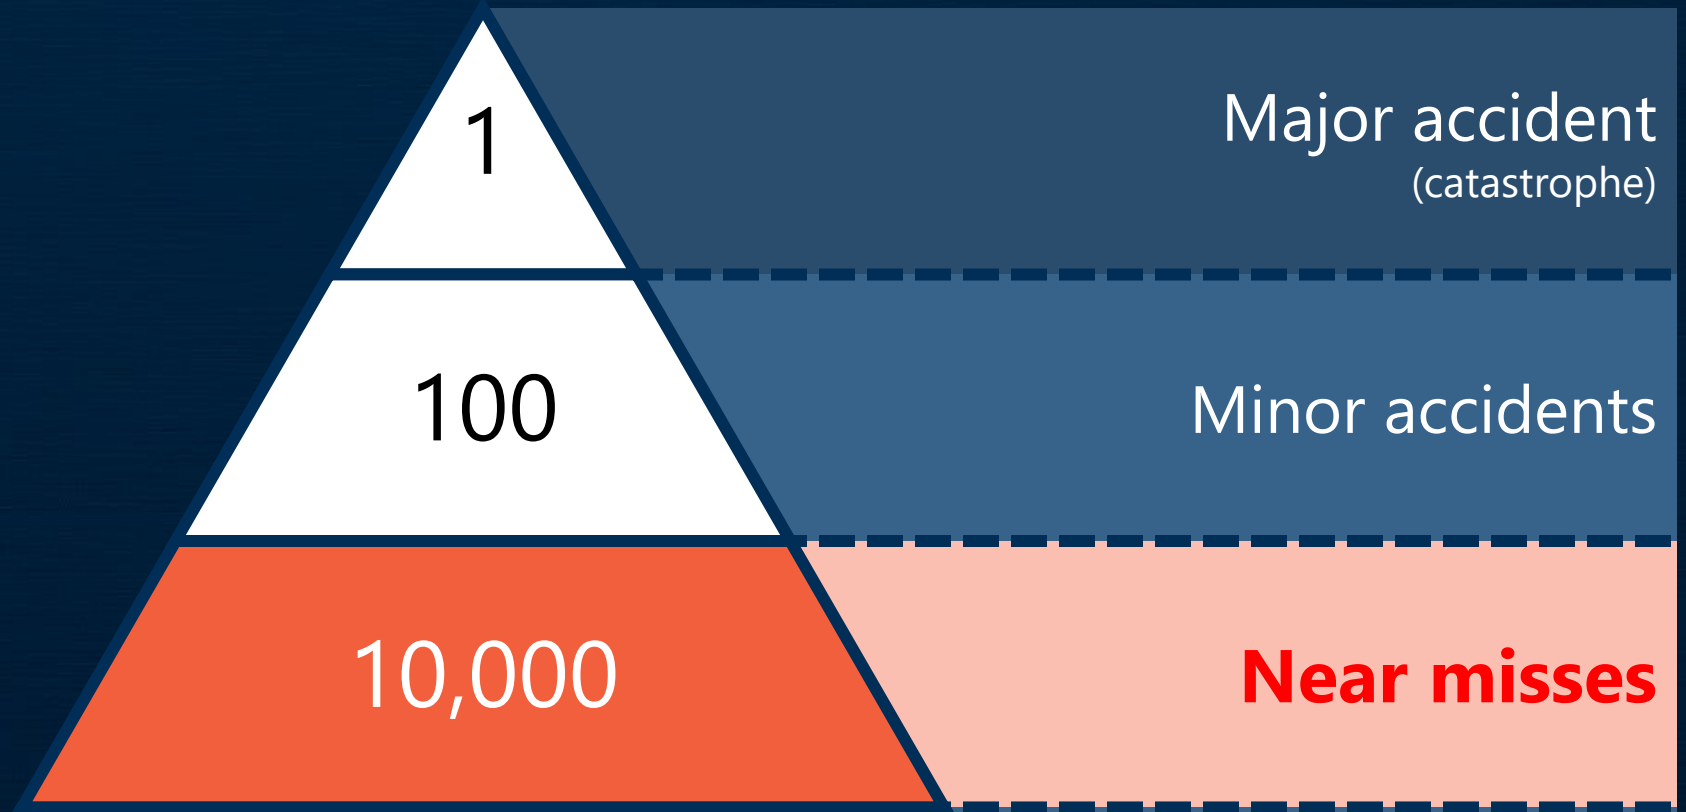 1
Major accident
(catastrophe)
100
Minor accidents
10,000
Near misses